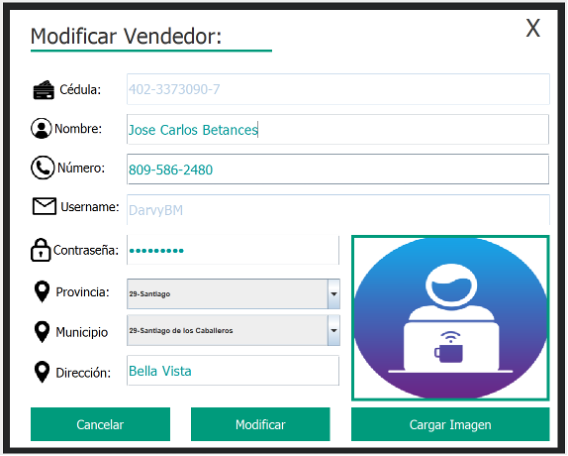 Modificar Vendedor:
X
Cédula: 402-3373090-7
Nombre: Jose Carlos Betances
Número: 809-586-2480
Username: DarvyBM
Contraseña: •••••••••
Provincia: 29-Santiago
Municipio 29-Santiago de los Caballeros
Dirección: Bella Vista
Cancelar Modificar Cargar Imagen